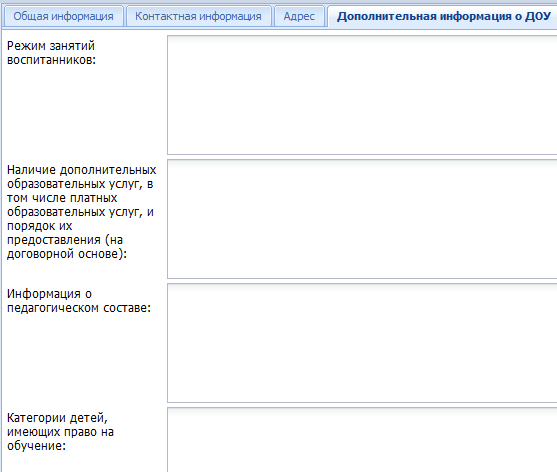 Общая информация Контактная информация Адрес Дополнительная информация о ДОУ
Режим занятий
воспитанников:
Наличие дополнительных
образовательных услуг, в
том числе платных
образовательных услуг, и
порядок их
предоставления (на
договорной основе):
Информация о
педагогическом составе:
Категории детей,
имеющих право на
обучение: